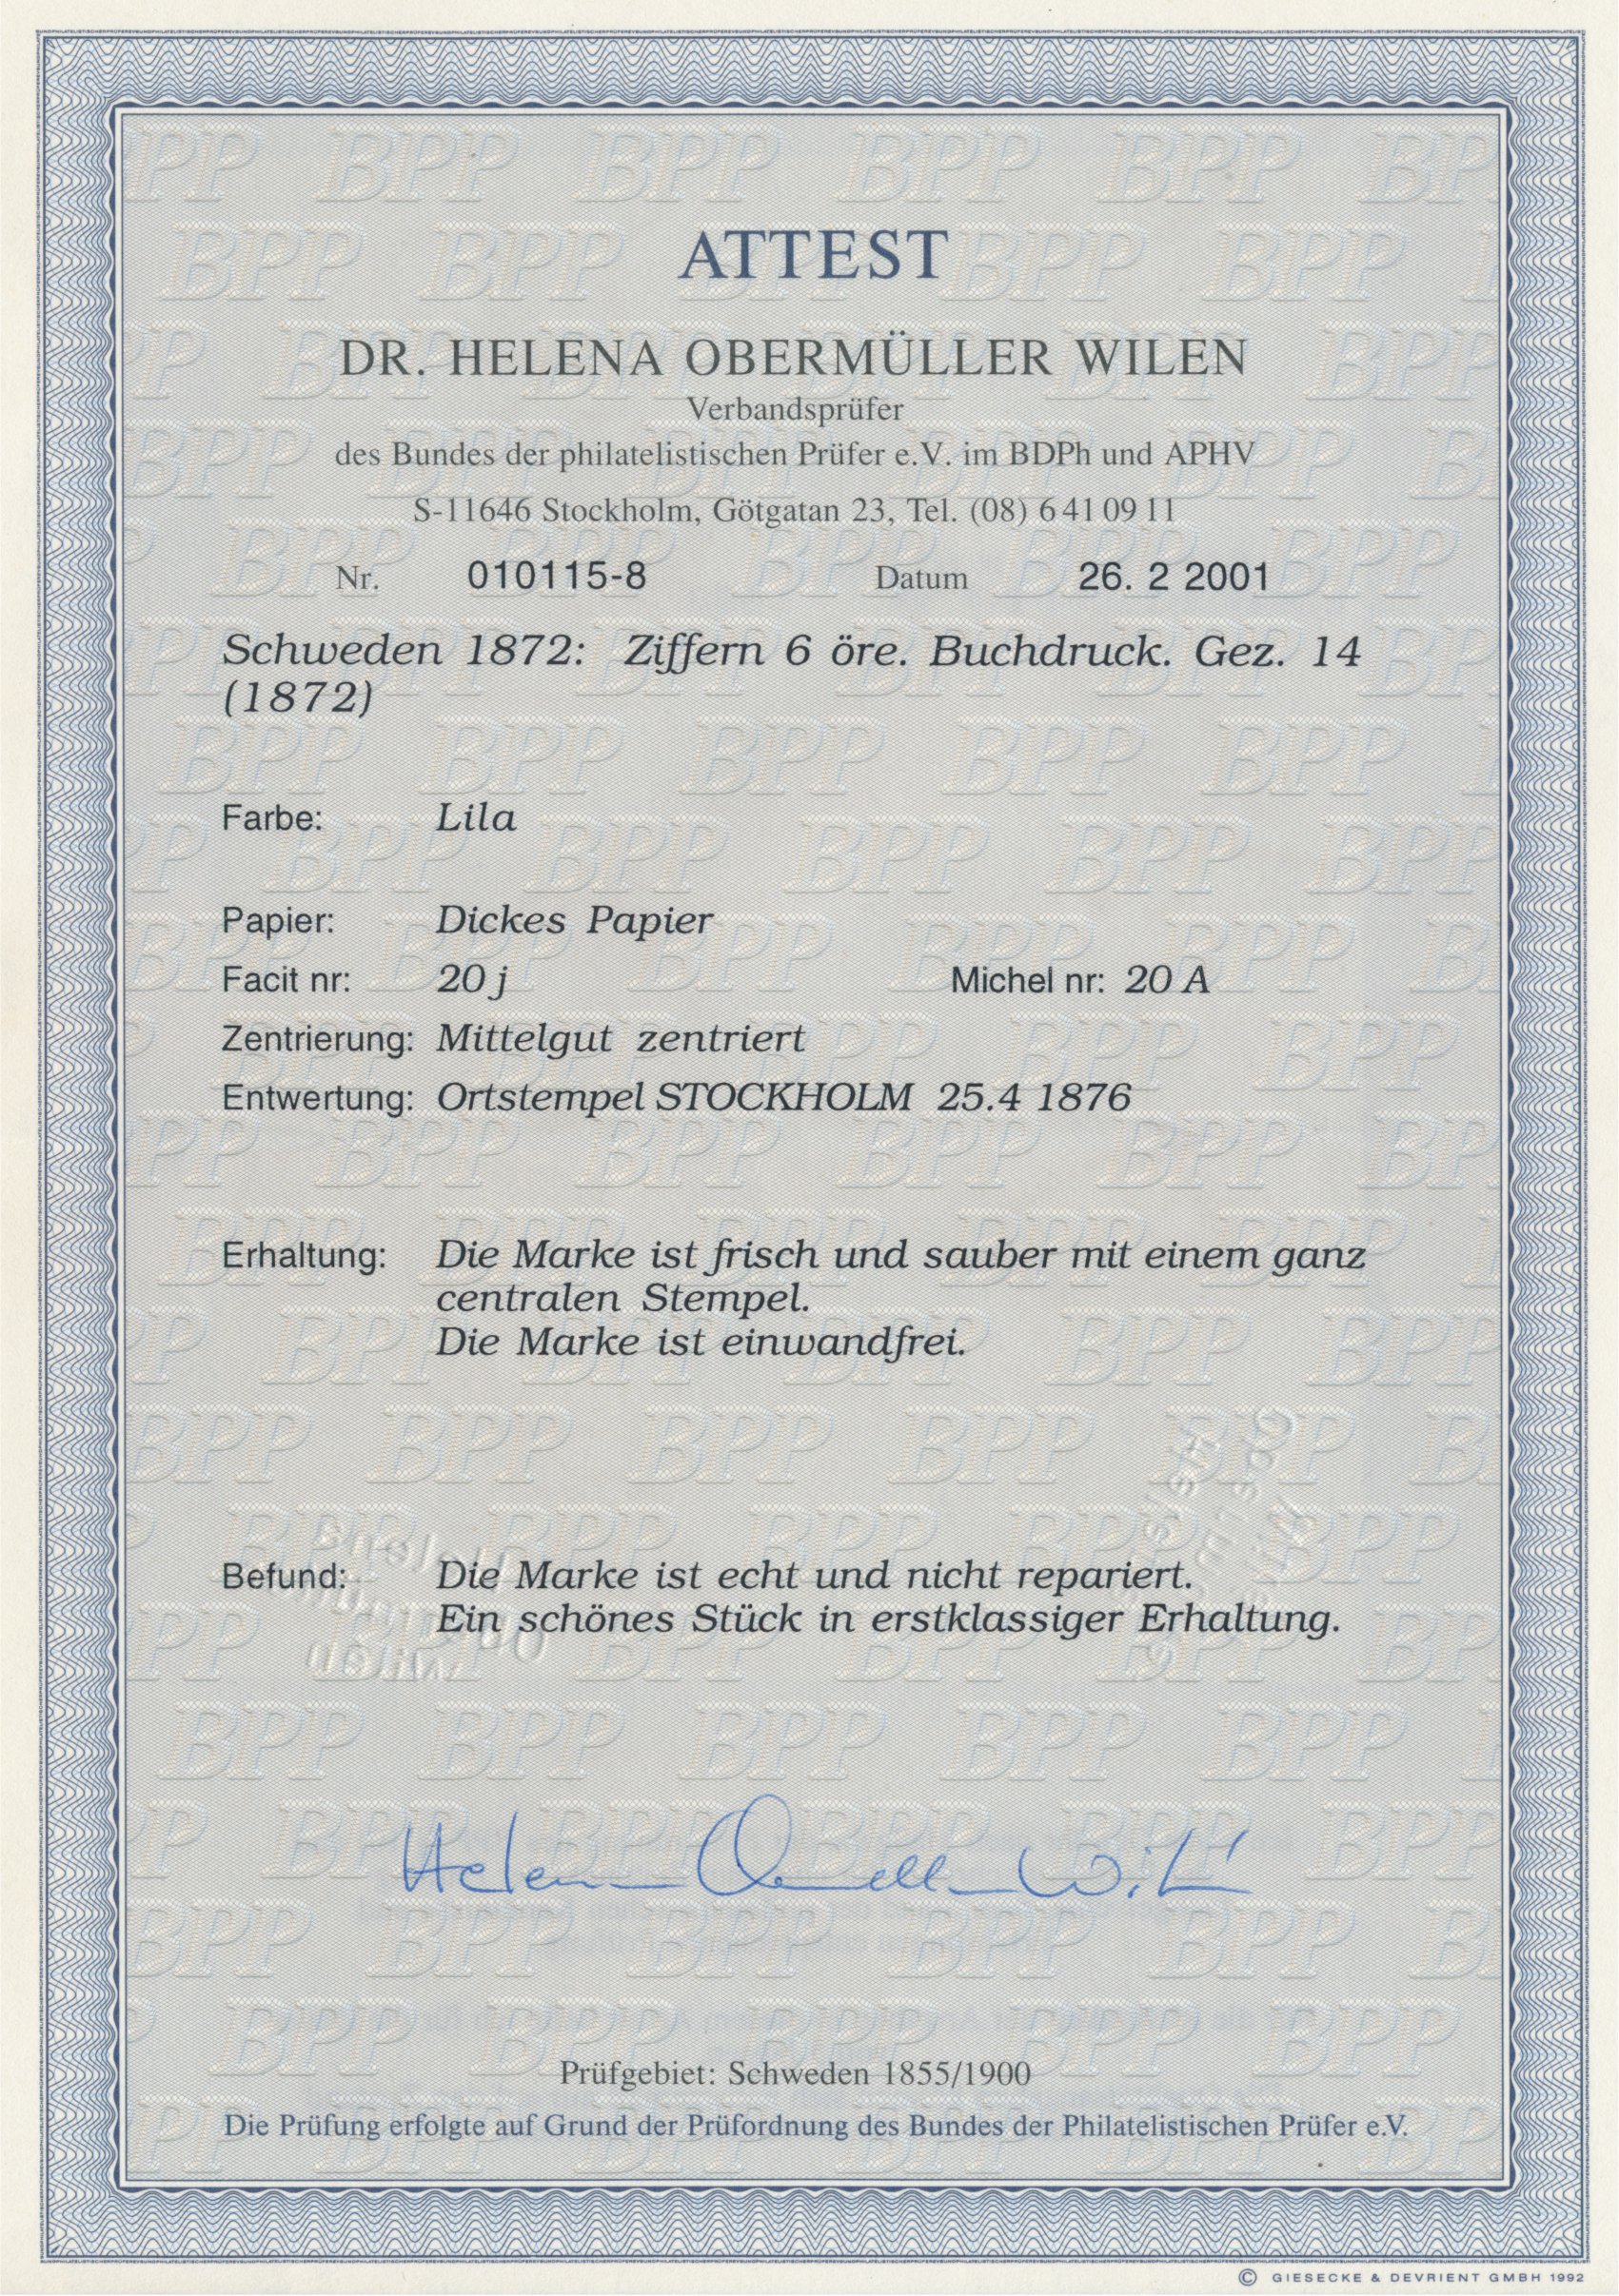 ATTEST
DR. HELENA OBERMÜLLER WILEN
Verbandsprüfer
des Bundes der philatelistischen Prüfer e.V. im BDPh und APHV
S-11646 Stockholm, Götgatan 23, Tel. (08) 6 41 09 11
Nr. 010115-8 Datum 26. 2 2001
Schweden 1872: Ziffern 6 öre. Buchdruck. Gez. 14
(1872)
Farbe: Lila
Papier: Dickes Papier
Facit nr: 20 j Michel nr: 20 A
Zentrierung: Mittelgut zentriert
Entwertung: Ortstempel STOCKHOLM 25.4 1876
Erhaltung: Die Marke ist frisch und sauber mit einem ganz
centralen Stempel.
Die Marke ist einwandfrei.
Befund: Die Marke ist echt und nicht repariert.
Ein schönes Stück in erstklassiger Erhaltung.
Prüfgebiet: Schweden 1855/1900
Die Prüfung erfolgte auf Grund der Prüfordnung des Bundes der Philatelistischen Prüfer e.V.
© GIESECKE & DEVRIENT GMBH 1992